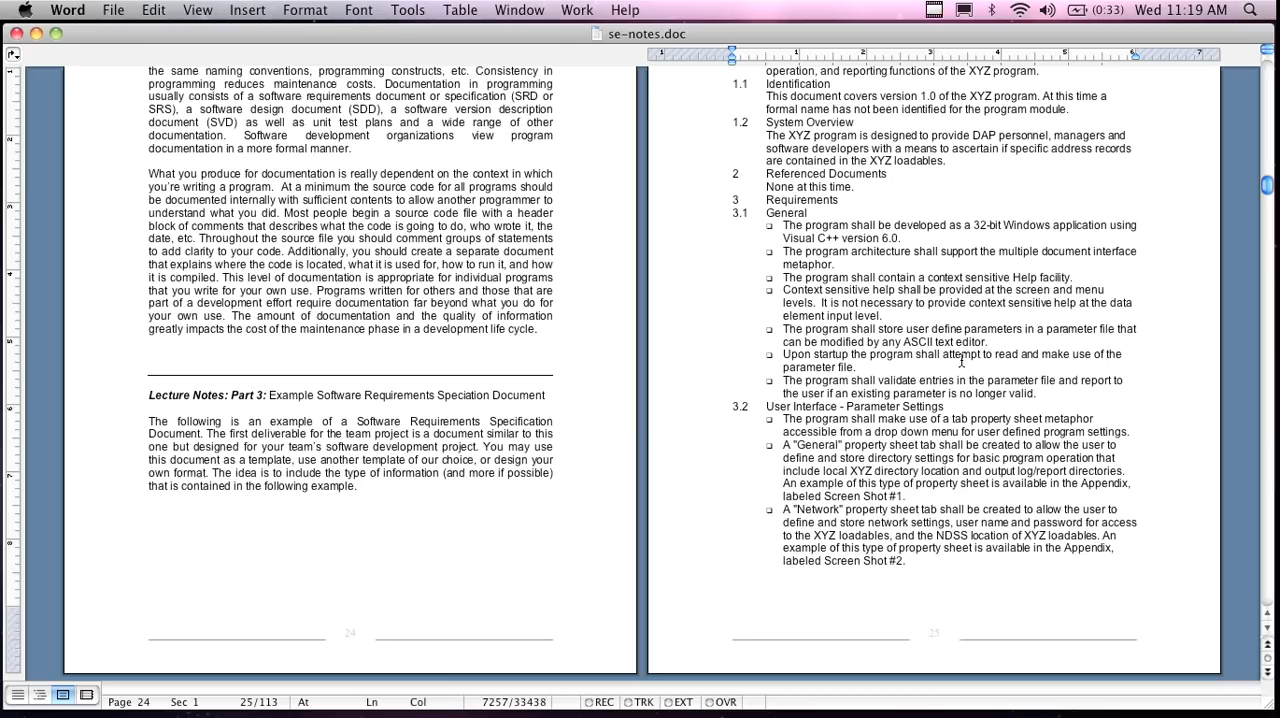 Word File Edit View Insert Format Font Tools Table Window Work Help (0:33) Wed 11:19 AM
se-notes.doc
the same naming conventions, programming constructs, etc. Consistency in
programming reduces maintenance costs. Documentation in programming
usually consists of a software requirements document or specification (SRD or
SRS), a software design document (SDD), a software version description
document (SVD) as well as unit test plans and a wide range of other
documentation. Software development organizations view program
documentation in a more formal manner.
What you produce for documentation is really dependent on the context in which
you're writing a program. At a minimum the source code for all programs should
be documented internally with sufficient contents to allow another programmer to
understand what you did. Most people begin a source code file with a header
block of comments that describes what the code is going to do, who wrote it, the
date, etc. Throughout the source file you should comment groups of statements
to add clarity to your code. Additionally, you should create a separate document
that explains where the code is located, what it is used for, how to run it, and how
it is compiled. This level of documentation is appropriate for individual programs
that you write for your own use. Programs written for others and those that are
part of a development effort require documentation far beyond what you do for
your own use. The amount of documentation and the quality of information
greatly impacts the cost of the maintenance phase in a development life cycle.
Lecture Notes: Part 3: Example Software Requirements Speciation Document
The following is an example of a Software Requirements Specification
Document. The first deliverable for the team project is a document similar to this
one but designed for your team's software development project. You may use
this document as a template, use another template of our choice, or design your
own format. The idea is to include the type of information (and more if possible)
that is contained in the following example.
24
operation, and reporting functions of the XYZ program.
1.1 Identification
This document covers version 1.0 of the XYZ program. At this time a
formal name has not been identified for the program module.
1.2 System Overview
The XYZ program is designed to provide DAP personnel, managers and
software developers with a means to ascertain if specific address records
are contained in the XYZ loadables.
2 Referenced Documents
None at this time.
3 Requirements
3.1 General
❑ The program shall be developed as a 32-bit Windows application using
Visual C++ version 6.0.
❑ The program architecture shall support the multiple document interface
metaphor.
❑ The program shall contain a context sensitive Help facility.
❑ Context sensitive help shall be provided at the screen and menu
levels. It is not necessary to provide context sensitive help at the data
element input level.
❑ The program shall store user define parameters in a parameter file that
can be modified by any ASCII text editor.
❑ Upon startup the program shall attempt to read and make use of the
parameter file.
❑ The program shall validate entries in the parameter file and report to
the user if an existing parameter is no longer valid.
3.2 User Interface - Parameter Settings
❑ The program shall make use of a tab property sheet metaphor
accessible from a drop down menu for user defined program settings.
❑ A "General" property sheet tab shall be created to allow the user to
define and store directory settings for basic program operation that
include local XYZ directory location and output log/report directories.
An example of this type of property sheet is available in the Appendix,
labeled Screen Shot #1.
❑ A "Network" property sheet tab shall be created to allow the user to
define and store network settings, user name and password for access
to the XYZ loadables, and the NDSS location of XYZ loadables. An
example of this type of property sheet is available in the Appendix,
labeled Screen Shot #2.
25
Page 24 Sec 1 25/113 At Ln Col 7257/33438 REC TRK EXT OVR